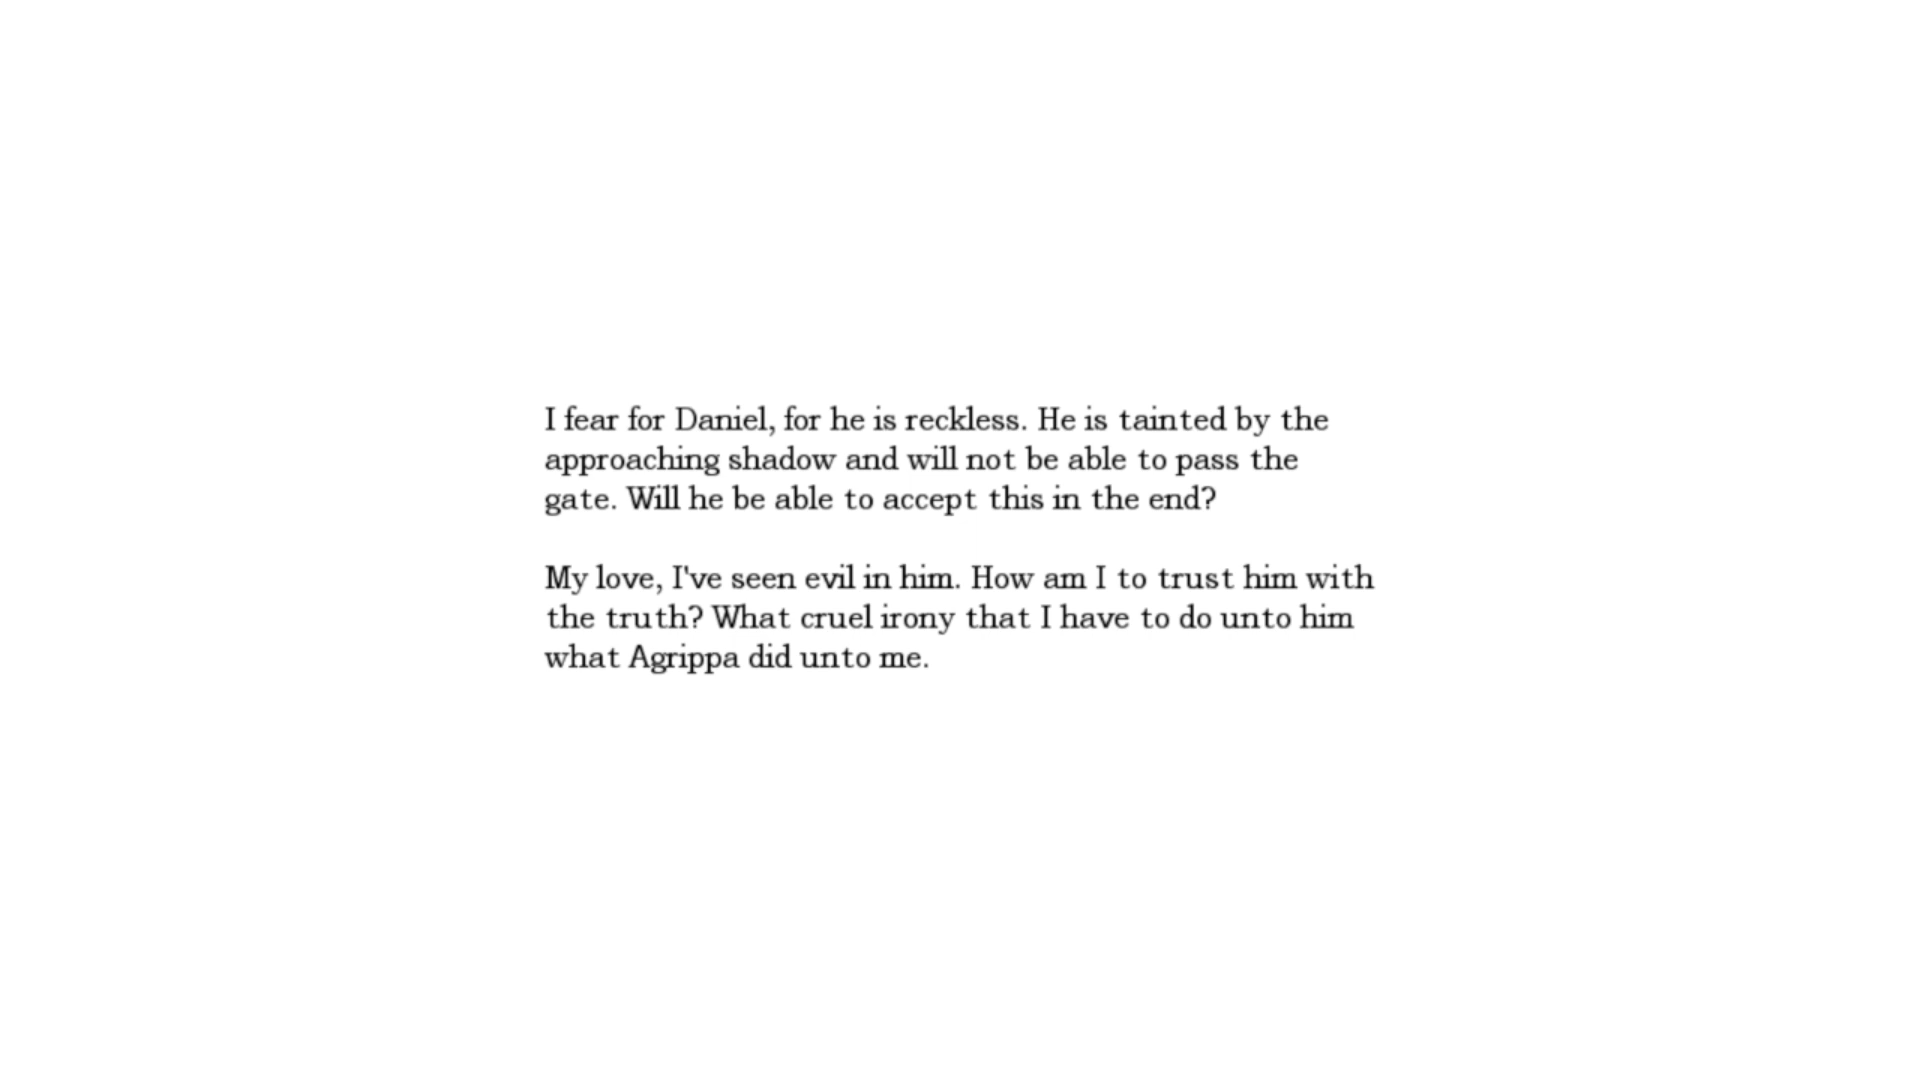 I fear for Daniel, for he is reckless. He is tainted by the
approaching shadow and will not be able to pass the
gate. Will he be able to accept this in the end?
My love, I've seen evil in him. How am I to trust him with
the truth? What cruel irony that I have to do unto him
what Agrippa did unto me.